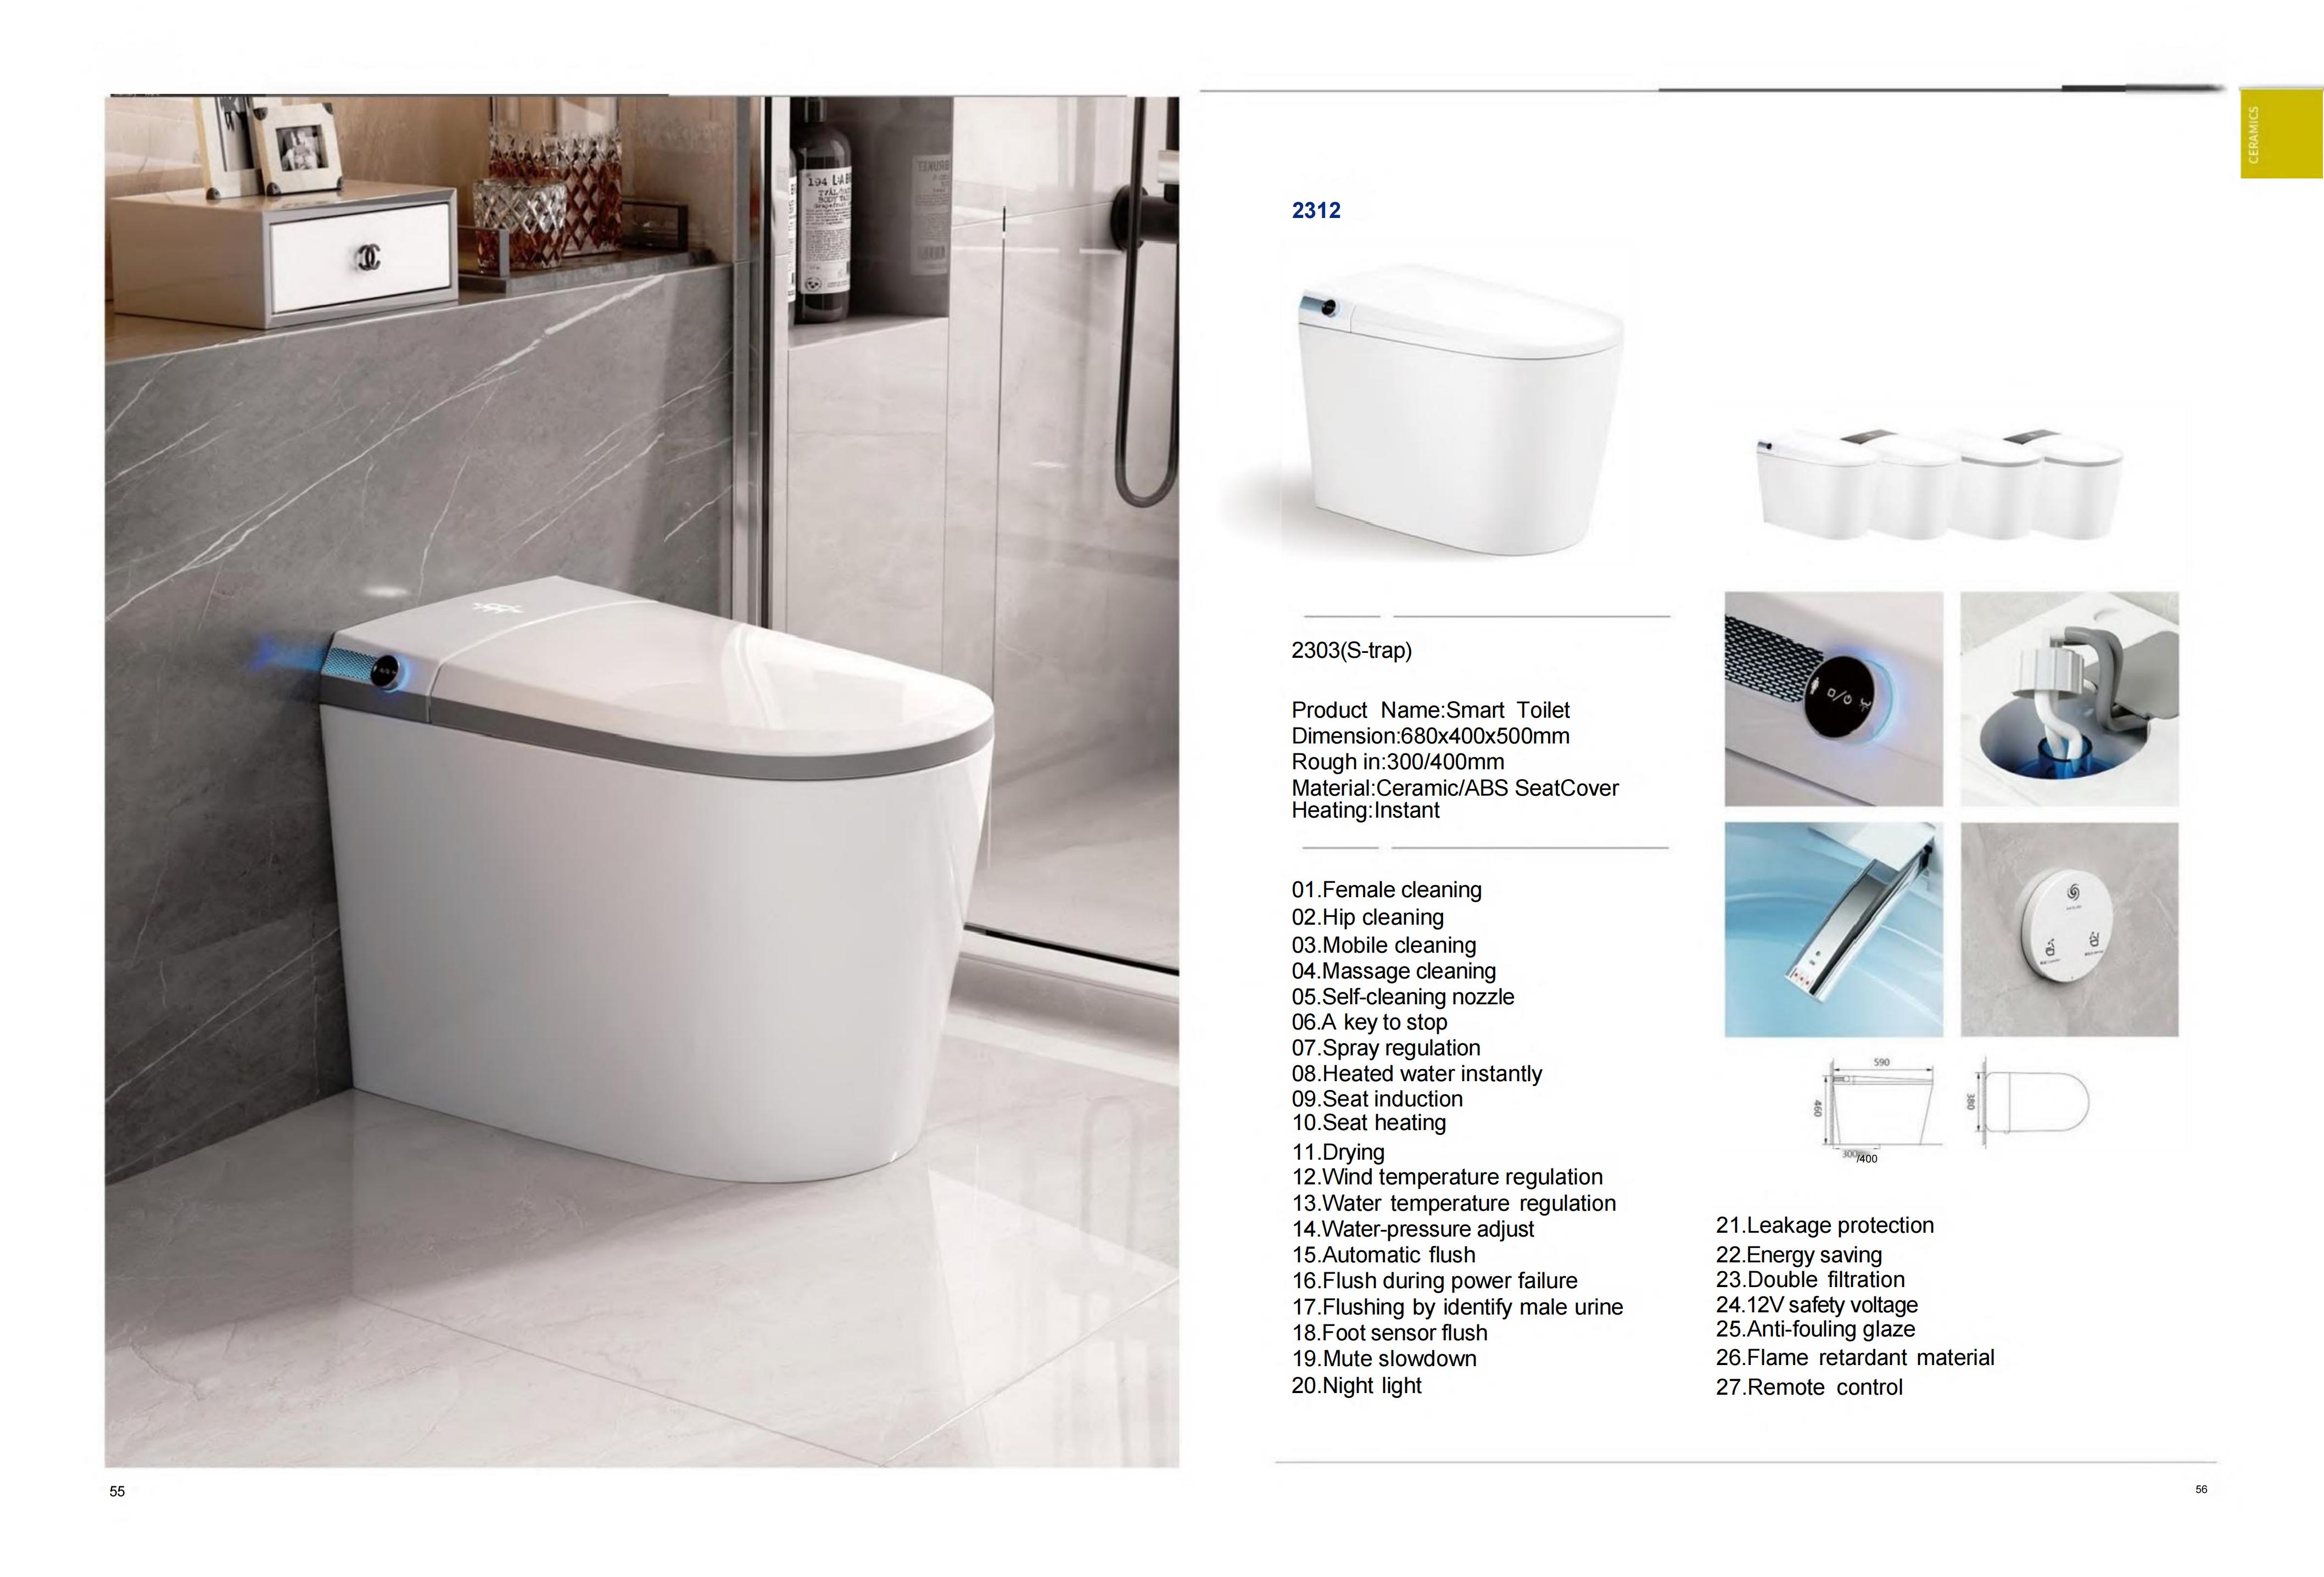 CERAMICS
194 LAB
2312
2303(S-trap)
Product Name:Smart Toilet
Dimension:680x400x500mm
Rough in:300/400mm
Material:Ceramic/ABS SeatCover
Heating:Instant
01.Female cleaning
02.Hip cleaning
03.Mobile cleaning
04.Massage cleaning
05.Self-cleaning nozzle
06.A key to stop
07.Spray regulation
08.Heated water instantly
09.Seat induction
10.Seat heating
11.Drying
12.Wind temperature regulation
13.Water temperature regulation
14.Water-pressure adjust
15.Automatic flush
16.Flush during power failure
17.Flushing by identify male urine
18.Foot sensor flush
19.Mute slowdown
20.Night light
590
460
380
300
/400
21.Leakage protection
22.Energy saving
23.Double filtration
24.12V safety voltage
25.Anti-fouling glaze
26.Flame retardant material
27.Remote control
55
56